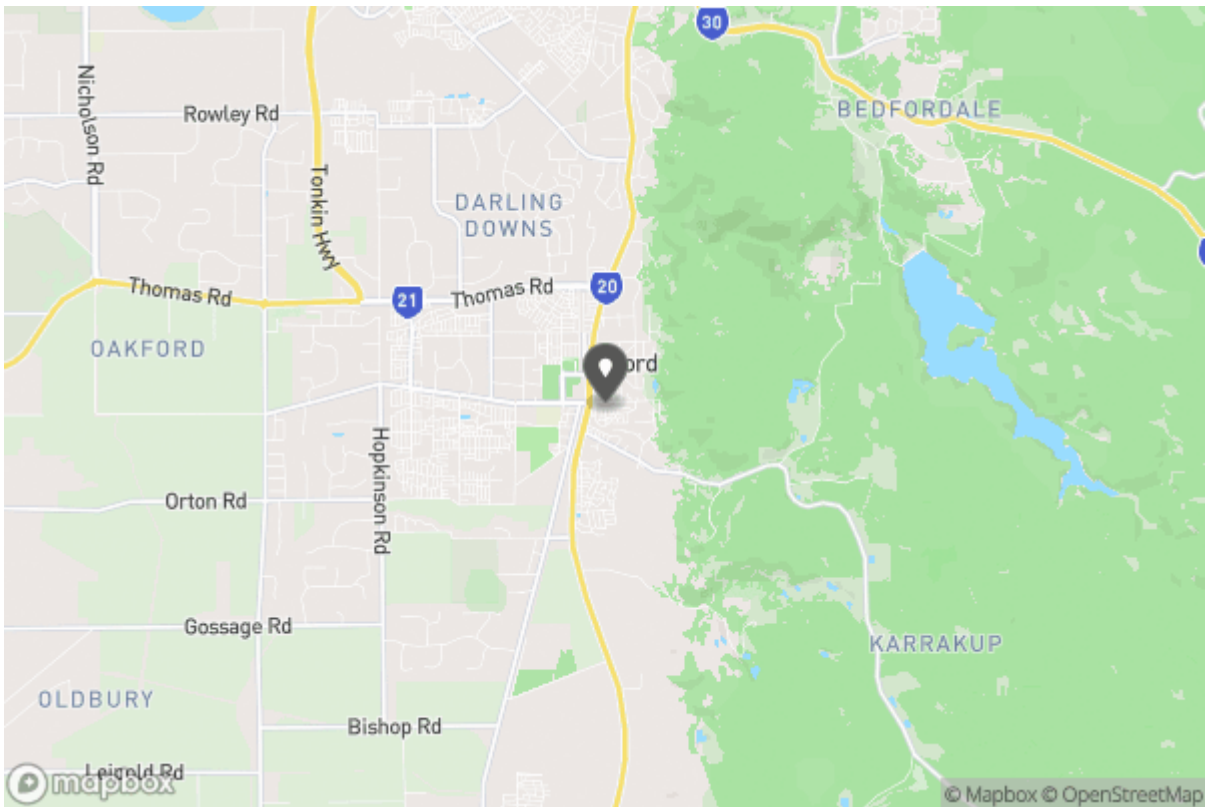 30
BEDFORDALE
Nicholson Rd
Rowley Rd
Tonkin Hwy
DARLING
DOWNS
Thomas Rd
21
Thomas Rd
20
OAKFORD
Hopkinson Rd
Orton Rd
Gossage Rd
KARRAKUP
OLDBURY
Bishop Rd
Rd
mapbox
© Mapbox © OpenStreetMap